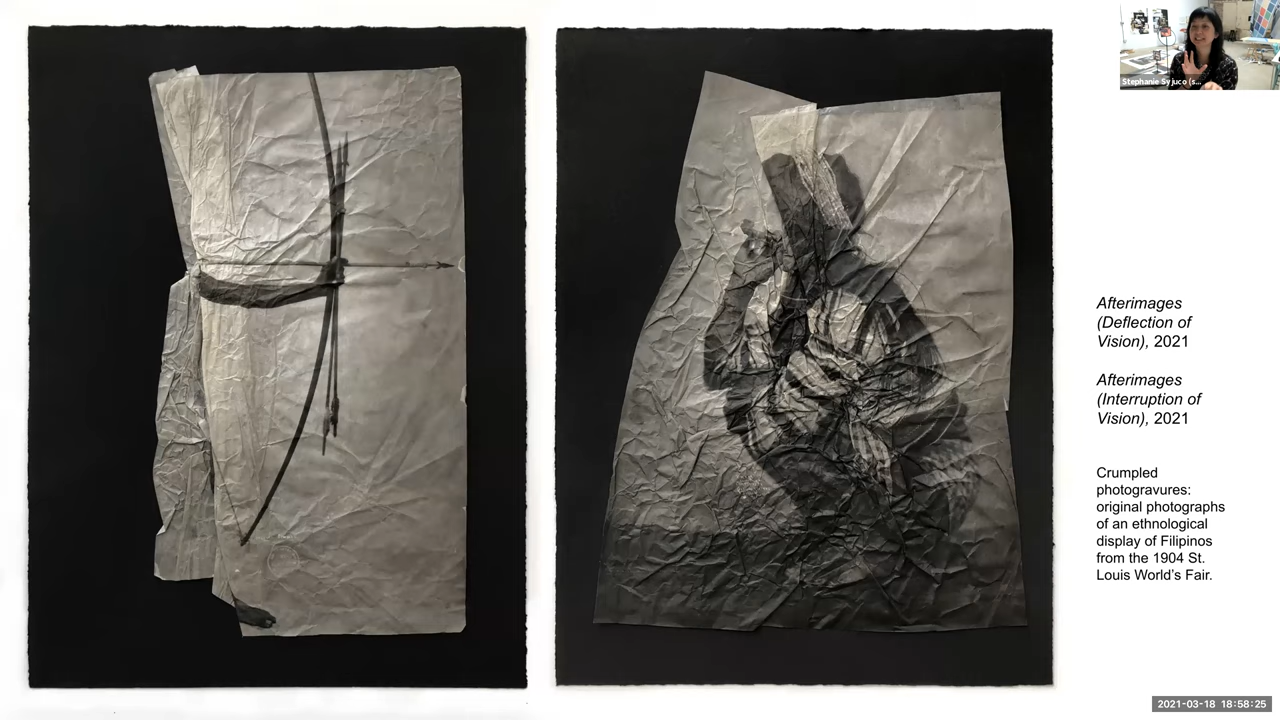 Stephanie Syjuco (s...
Afterimages
(Deflection of
Vision), 2021
Afterimages
(Interruption of
Vision), 2021
Crumpled
photogravures:
original photographs
of an ethnological
display of Filipinos
from the 1904 St.
Louis World's Fair.
2021-03-18 18:58:25